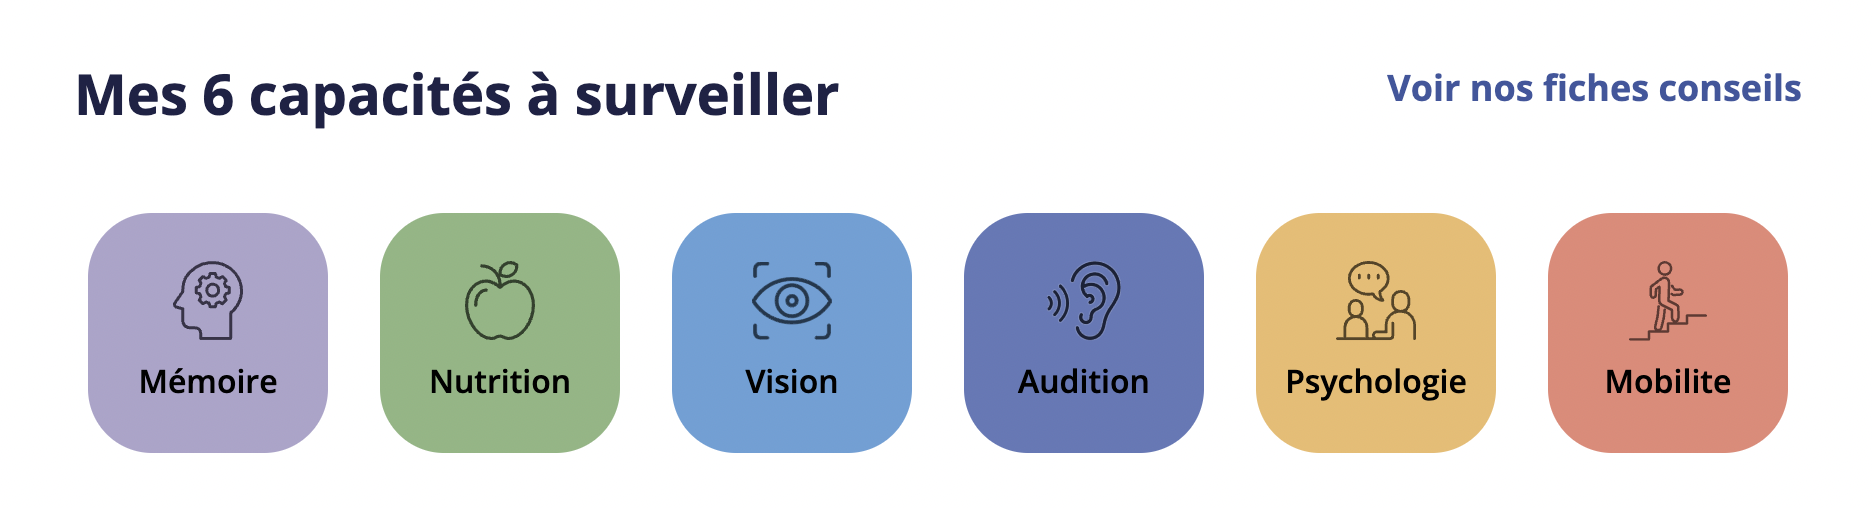 Mes 6 capacités à surveiller
Voir nos fiches conseils
Mémoire
Nutrition
Vision
Audition
Psychologie
Mobilite